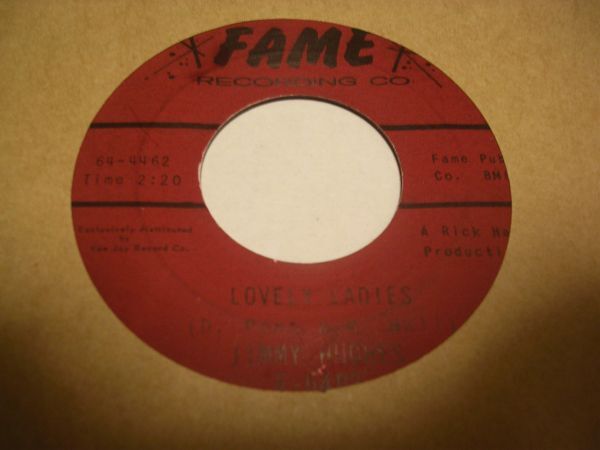 FAME
RECORDING CO
64-4462
Time 2:20
Fame Pu
Co. BM
Exclusively distributed
by
Vee Jay Record Co.
A Rick H
Producti
LOVELY LADIES
(D. Penn
JIMMY HUGHES